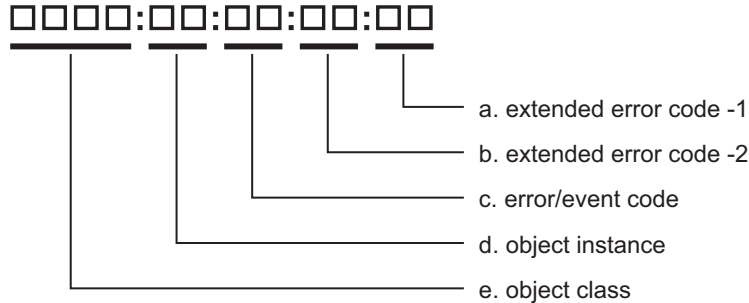 □□□□:□□:□□:□□:□□
a. extended error code -1
b. extended error code -2
c. error/event code
d. object instance
e. object class